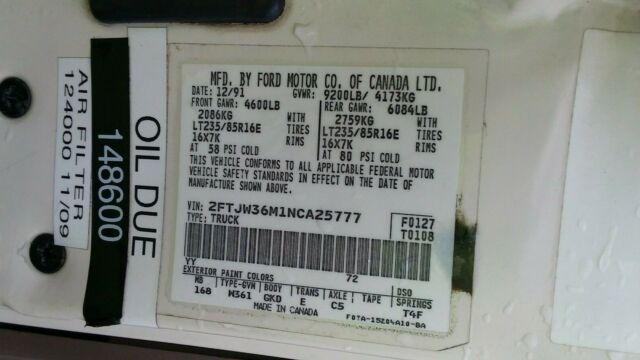 AIR FILTER
124000 11/09
148600
OIL DUE
MFD. BY FORD MOTOR CO. OF CANADA LTD.
DATE: 12/91 GVWR: 9200LB/ 4173KG
FRONT GAWR: 4600LB REAR GAWR: 6084LB
2086KG WITH 2759KG WITH
LT235/85R16E TIRES LT235/85R16E TIRES
16X7K RIMS 16X7K RIMS
AT 58 PSI COLD AT 80 PSI COLD
THIS VEHICLE CONFORMS TO ALL APPLICABLE FEDERAL MOTOR
VEHICLE SAFETY STANDARDS IN EFFECT ON THE DATE OF
MANUFACTURE SHOWN ABOVE.
VIN: 2FTJW36M1NCA25777 F0127
TYPE: TRUCK T0108
YY 72
EXTERIOR PAINT COLORS DSO
WB TYPE-GVW BODY TRANS AXLE TAPE SPRINGS
168 W361 GKD E C5 T4F
MADE IN CANADA F0TA-15204A10-BA